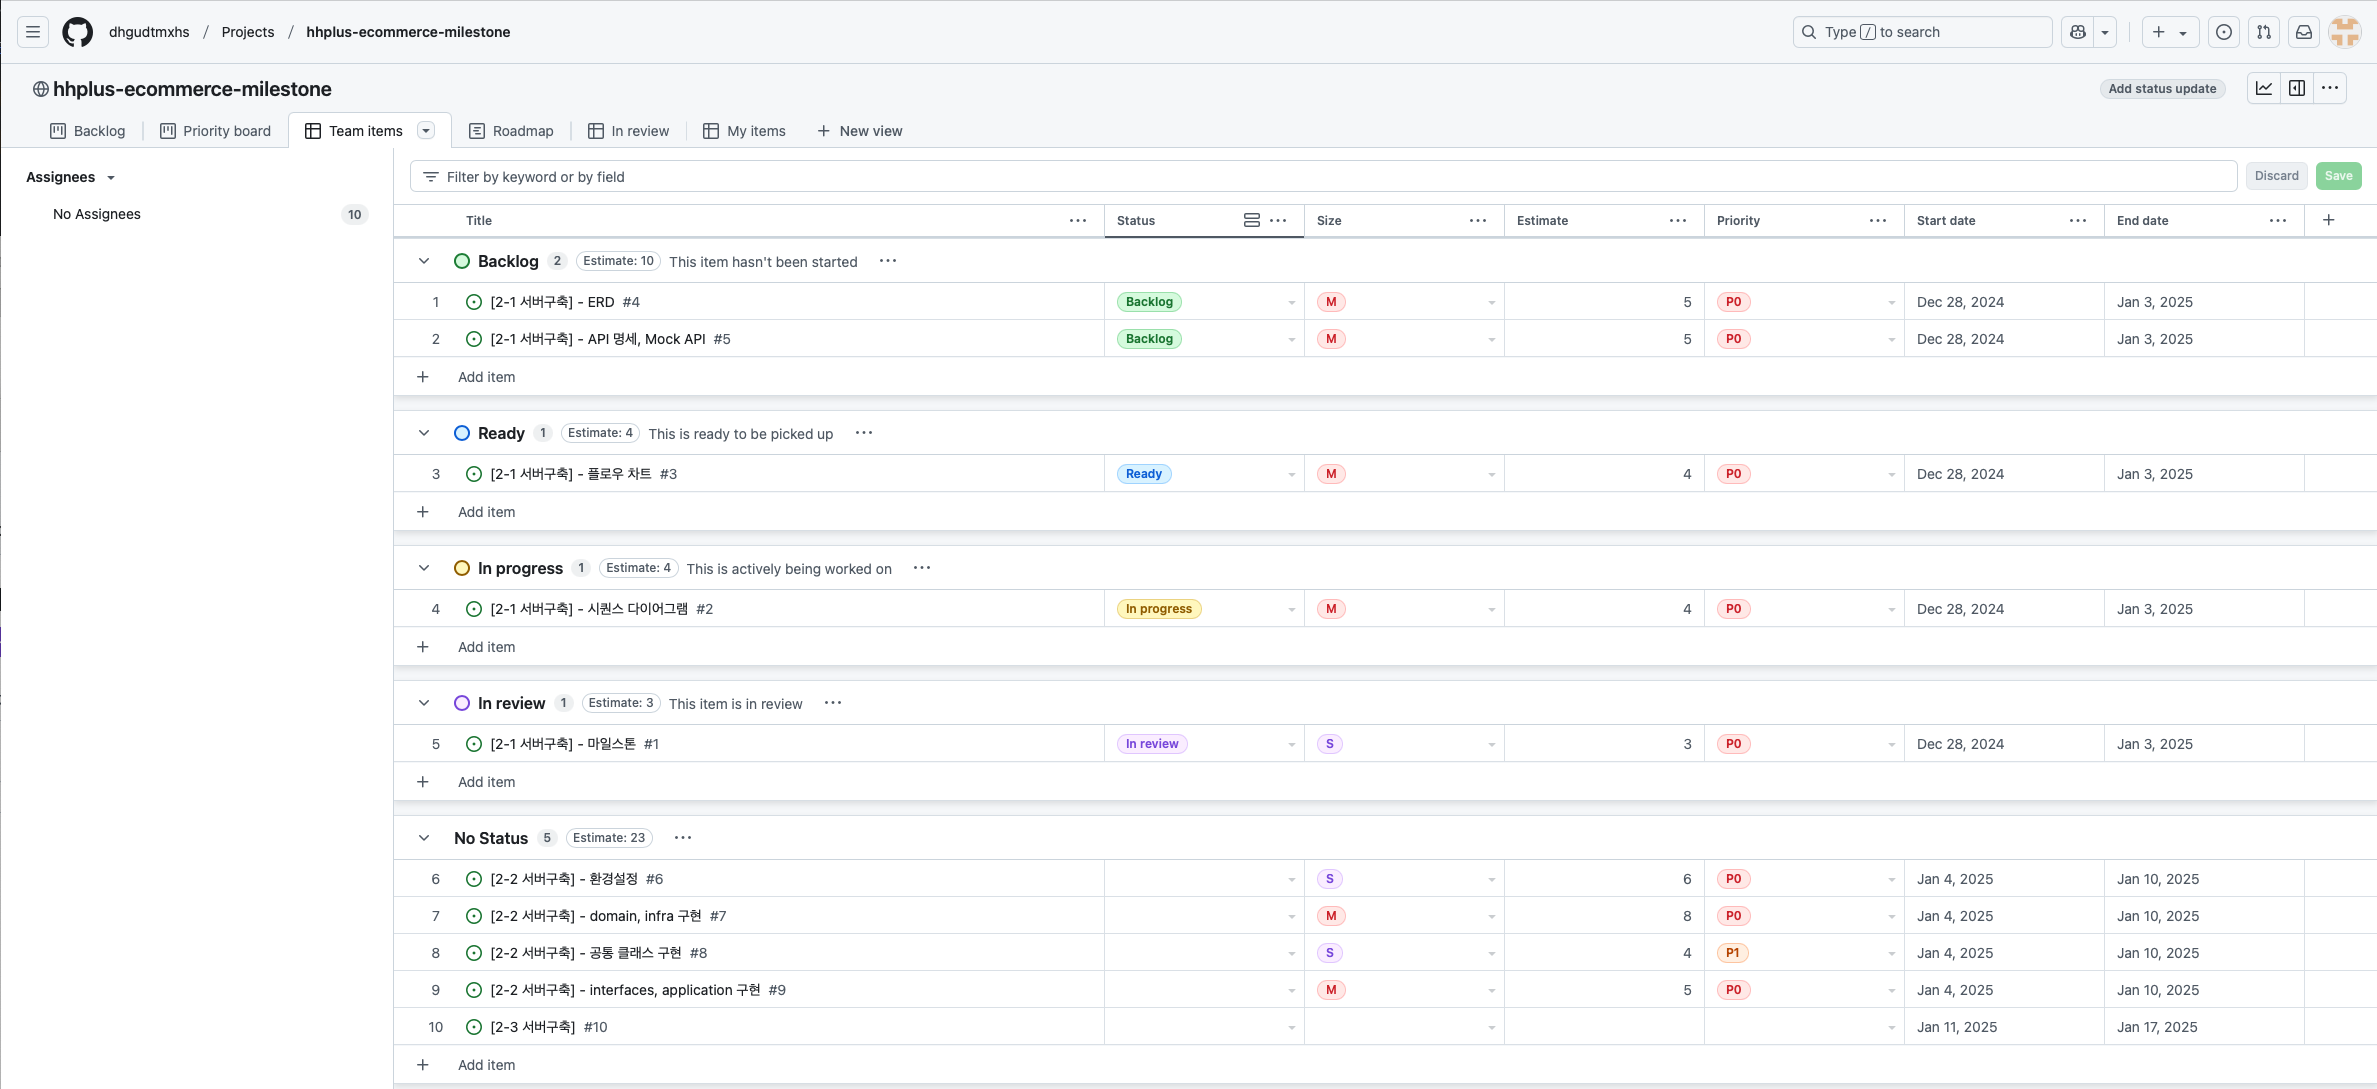 dhgudtmxhs / Projects / hhplus-ecommerce-milestone
Type / to search
hhplus-ecommerce-milestone
Add status update
Backlog
Priority board
Team items
Roadmap
In review
My items
New view
Assignees
No Assignees 10
Filter by keyword or by field
Discard
Save
Title Status Size Estimate Priority Start date End date
Backlog 2 Estimate: 10 This item hasn't been started
1 [2-1 서버구축] - ERD #4 Backlog M 5 P0 Dec 28, 2024 Jan 3, 2025
2 [2-1 서버구축] - API 명세, Mock API #5 Backlog M 5 P0 Dec 28, 2024 Jan 3, 2025
Add item
Ready 1 Estimate: 4 This is ready to be picked up
3 [2-1 서버구축] - 플로우 차트 #3 Ready M 4 P0 Dec 28, 2024 Jan 3, 2025
Add item
In progress 1 Estimate: 4 This is actively being worked on
4 [2-1 서버구축] - 시퀀스 다이어그램 #2 In progress M 4 P0 Dec 28, 2024 Jan 3, 2025
Add item
In review 1 Estimate: 3 This item is in review
5 [2-1 서버구축] - 마일스톤 #1 In review S 3 P0 Dec 28, 2024 Jan 3, 2025
Add item
No Status 5 Estimate: 23
6 [2-2 서버구축] - 환경설정 #6 S 6 P0 Jan 4, 2025 Jan 10, 2025
7 [2-2 서버구축] - domain, infra 구현 #7 M 8 P0 Jan 4, 2025 Jan 10, 2025
8 [2-2 서버구축] - 공통 클래스 구현 #8 S 4 P1 Jan 4, 2025 Jan 10, 2025
9 [2-2 서버구축] - interfaces, application 구현 #9 M 5 P0 Jan 4, 2025 Jan 10, 2025
10 [2-3 서버구축] #10 Jan 11, 2025 Jan 17, 2025
Add item